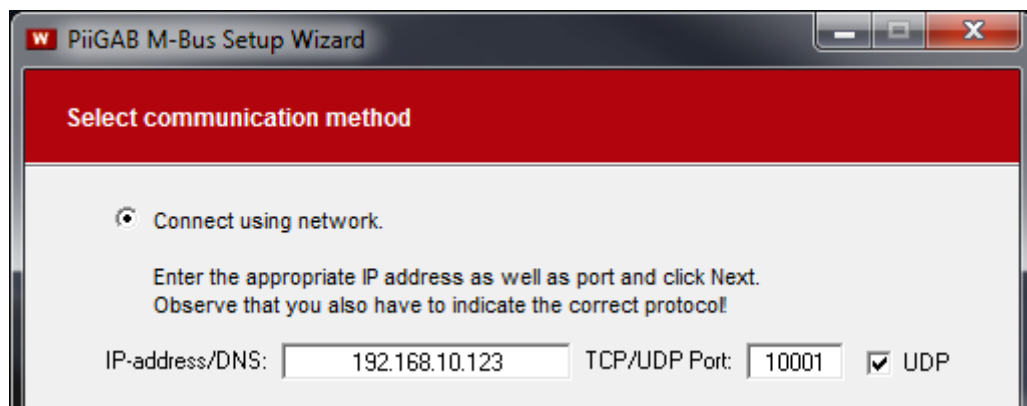 W PiiGAB M-Bus Setup Wizard
Select communication method
Connect using network.
Enter the appropriate IP address as well as port and click Next.
Observe that you also have to indicate the correct protocol!
IP-address/DNS: 192.168.10.123 TCP/UDP Port: 10001 UDP